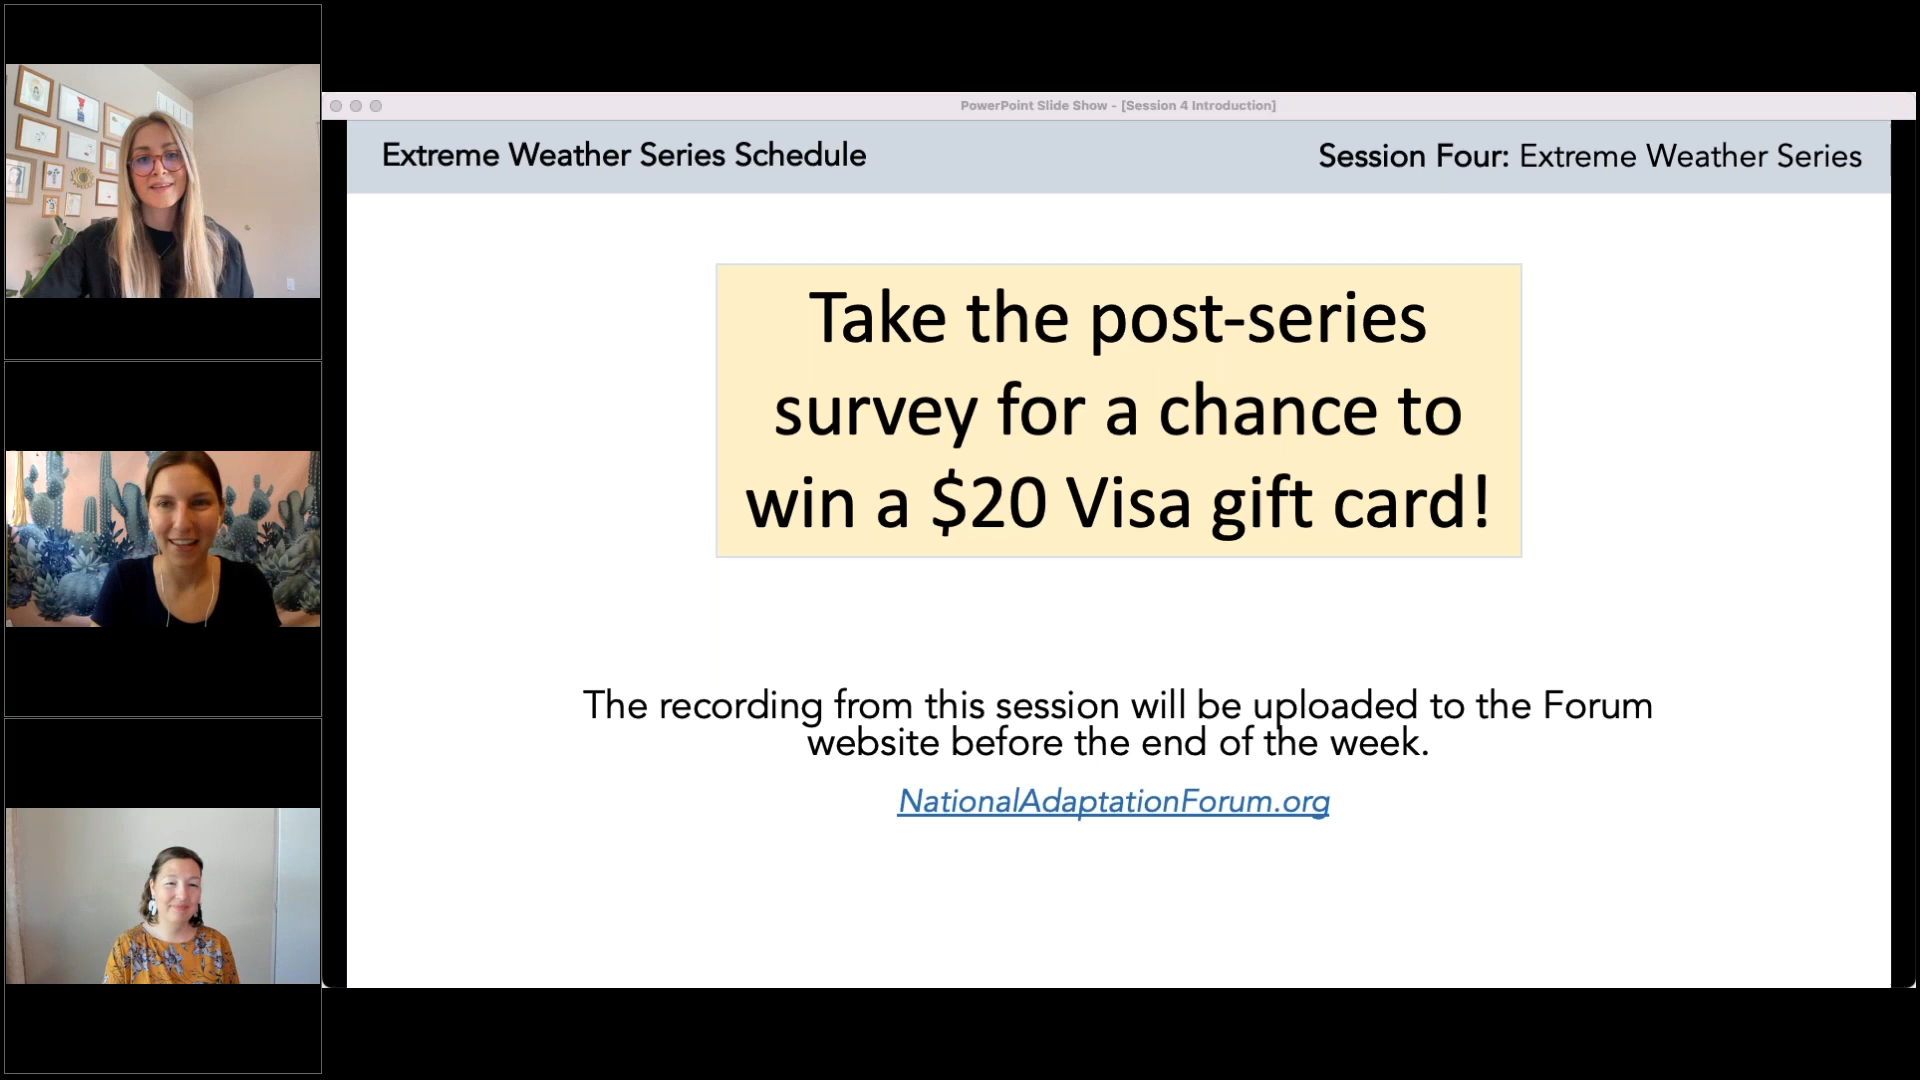 PowerPoint Slide Show - [Session 4 Introduction]
Extreme Weather Series Schedule
Session Four: Extreme Weather Series
Take the post-series
survey for a chance to
win a $20 Visa gift card!
The recording from this session will be uploaded to the Forum
website before the end of the week.
NationalAdaptationForum.org